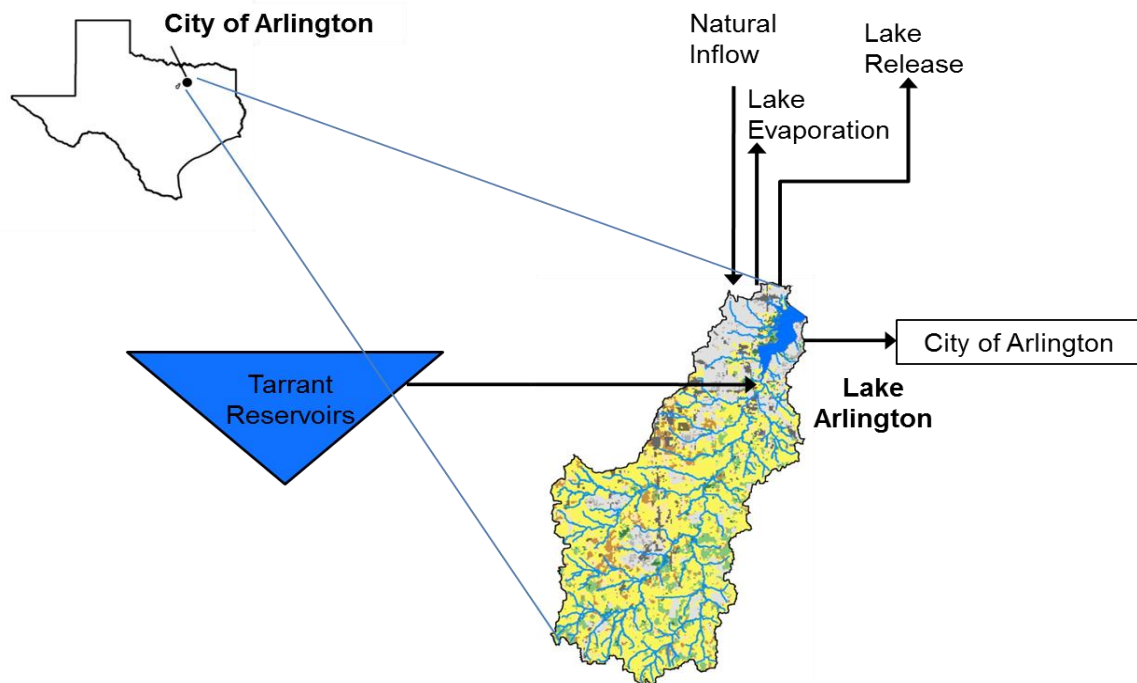 City of Arlington
Natural
Inflow
Lake
Release
Lake
Evaporation
Tarrant
Reservoirs
City of Arlington
Lake
Arlington